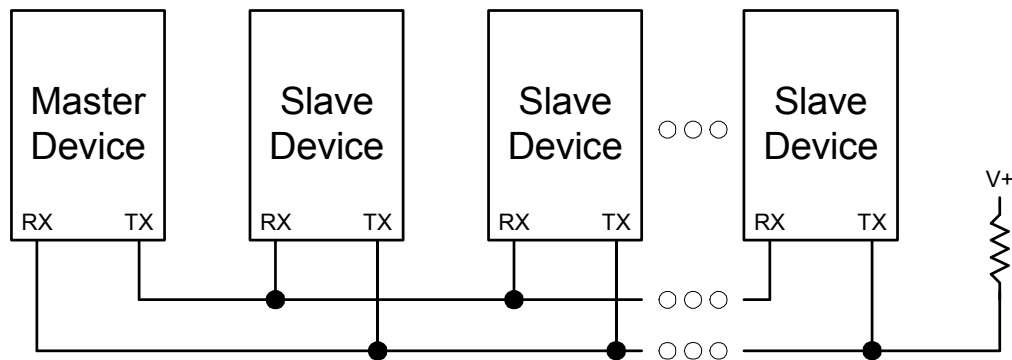 Master
Device
Slave
Device
Slave
Device
Slave
Device
RX TX
RX TX
RX TX
RX TX
V+